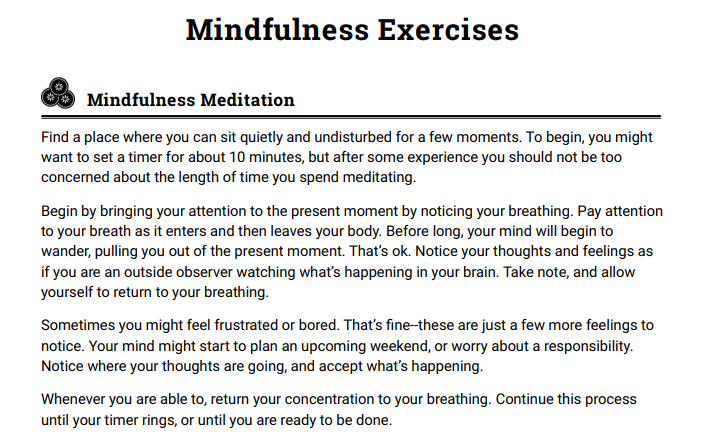 Mindfulness Exercises
Mindfulness Meditation
Find a place where you can sit quietly and undisturbed for a few moments. To begin, you might
want to set a timer for about 10 minutes, but after some experience you should not be too
concerned about the length of time you spend meditating.
Begin by bringing your attention to the present moment by noticing your breathing. Pay attention
to your breath as it enters and then leaves your body. Before long, your mind will begin to
wander, pulling you out of the present moment. That’s ok. Notice your thoughts and feelings as
if you are an outside observer watching what’s happening in your brain. Take note, and allow
yourself to return to your breathing.
Sometimes you might feel frustrated or bored. That’s fine--these are just a few more feelings to
notice. Your mind might start to plan an upcoming weekend, or worry about a responsibility.
Notice where your thoughts are going, and accept what’s happening.
Whenever you are able to, return your concentration to your breathing. Continue this process
until your timer rings, or until you are ready to be done.